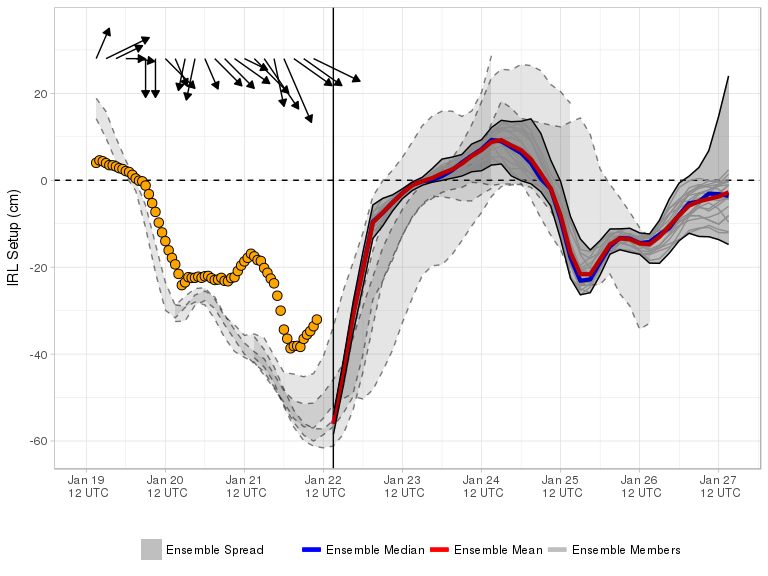 IRL Setup (cm)
20
0
-20
-40
-60
Jan 19 Jan 20 Jan 21 Jan 22 Jan 23 Jan 24 Jan 25 Jan 26 Jan 27
12 UTC 12 UTC 12 UTC 12 UTC 12 UTC 12 UTC 12 UTC 12 UTC 12 UTC
Ensemble Spread Ensemble Median Ensemble Mean Ensemble Members